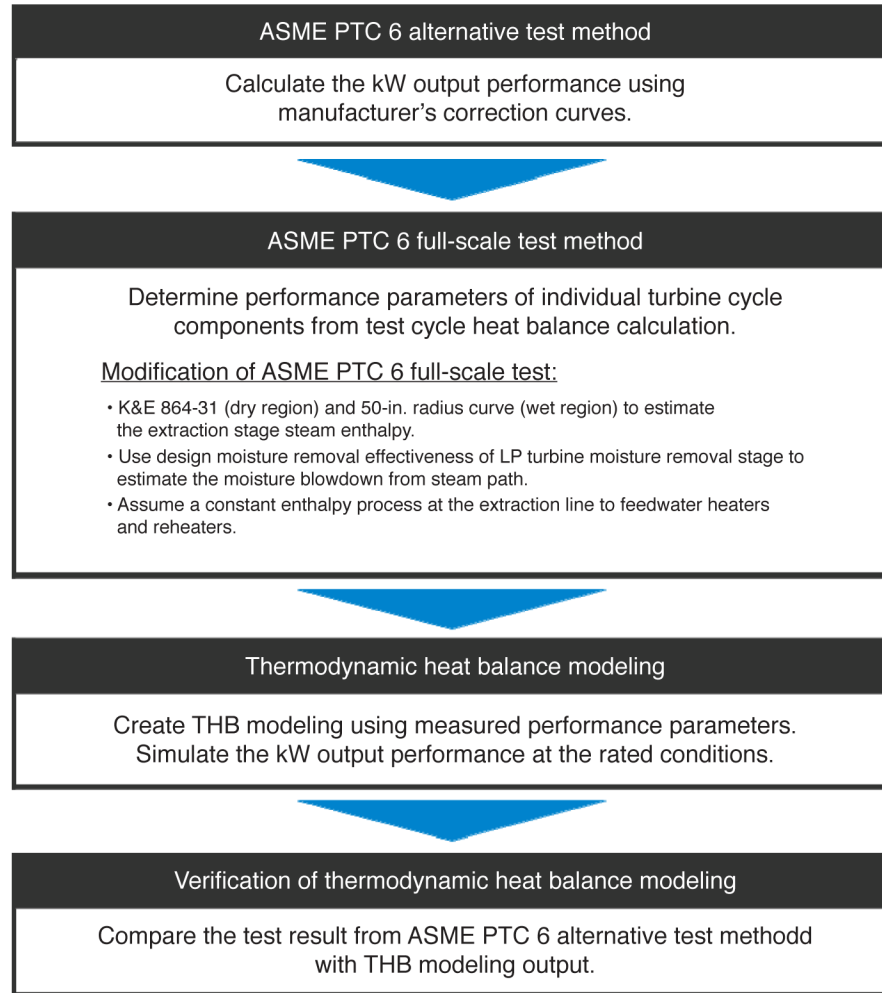 ASME PTC 6 alternative test method
Calculate the kW output performance using
manufacturer's correction curves.
ASME PTC 6 full-scale test method
Determine performance parameters of individual turbine cycle
components from test cycle heat balance calculation.
Modification of ASME PTC 6 full-scale test:
• K&E 864-31 (dry region) and 50-in. radius curve (wet region) to estimate
the extraction stage steam enthalpy.
• Use design moisture removal effectiveness of LP turbine moisture removal stage to
estimate the moisture blowdown from steam path.
• Assume a constant enthalpy process at the extraction line to feedwater heaters
and reheaters.
Thermodynamic heat balance modeling
Create THB modeling using measured performance parameters.
Simulate the kW output performance at the rated conditions.
Verification of thermodynamic heat balance modeling
Compare the test result from ASME PTC 6 alternative test methodd
with THB modeling output.